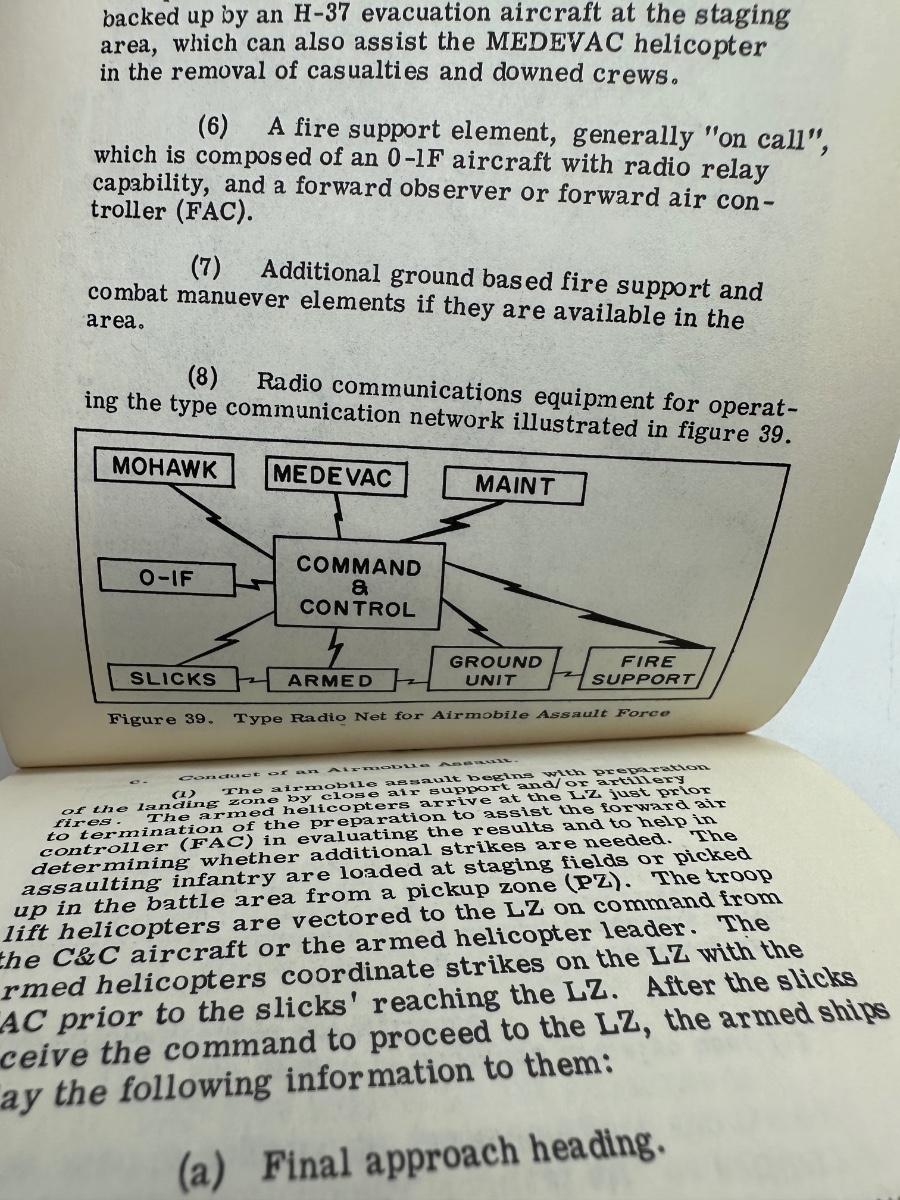 backed up by an H-37 evacuation aircraft at the staging
area, which can also assist the MEDEVAC helicopter
in the removal of casualties and downed crews.
(6) A fire support element, generally "on call",
which is composed of an O-1F aircraft with radio relay
capability, and a forward observer or forward air con-
troller (FAC).
(7) Additional ground based fire support and
combat manuever elements if they are available in the
area.
(8) Radio communications equipment for operat-
ing the type communication network illustrated in figure 39.
MOHAWK
MEDEVAC
MAINT
O-IF
COMMAND
&
CONTROL
SLICKS
ARMED
GROUND
UNIT
FIRE
SUPPORT
Figure 39. Type Radio Net for Airmobile Assault Force
c. Conduct of an Airmobile Assault.
(1) The airmobile assault begins with preparation
of the landing zone by close air support and/or artillery
fires. The armed helicopters arrive at the LZ just prior
to termination of the preparation to assist the forward air
controller (FAC) in evaluating the results and to help in
determining whether additional strikes are needed. The
assaulting infantry are loaded at staging fields or picked
up in the battle area from a pickup zone (PZ). The troop
lift helicopters are vectored to the LZ on command from
the C&C aircraft or the armed helicopter leader. The
rmed helicopters coordinate strikes on the LZ with the
AC prior to the slicks' reaching the LZ. After the slicks
ceive the command to proceed to the LZ, the armed ships
ay the following information to them:
(a) Final approach heading.